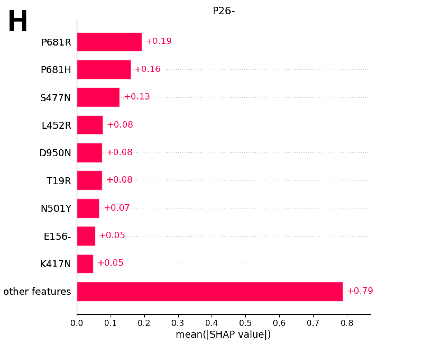 H
P26-
P681R +0.19
P681H +0.16
S477N +0.13
L452R +0.08
D950N +0.08
T19R +0.08
N501Y +0.07
E156- +0.05
K417N +0.05
other features +0.79
0.0 0.1 0.2 0.3 0.4 0.5 0.6 0.7 0.8
mean(|SHAP value|)